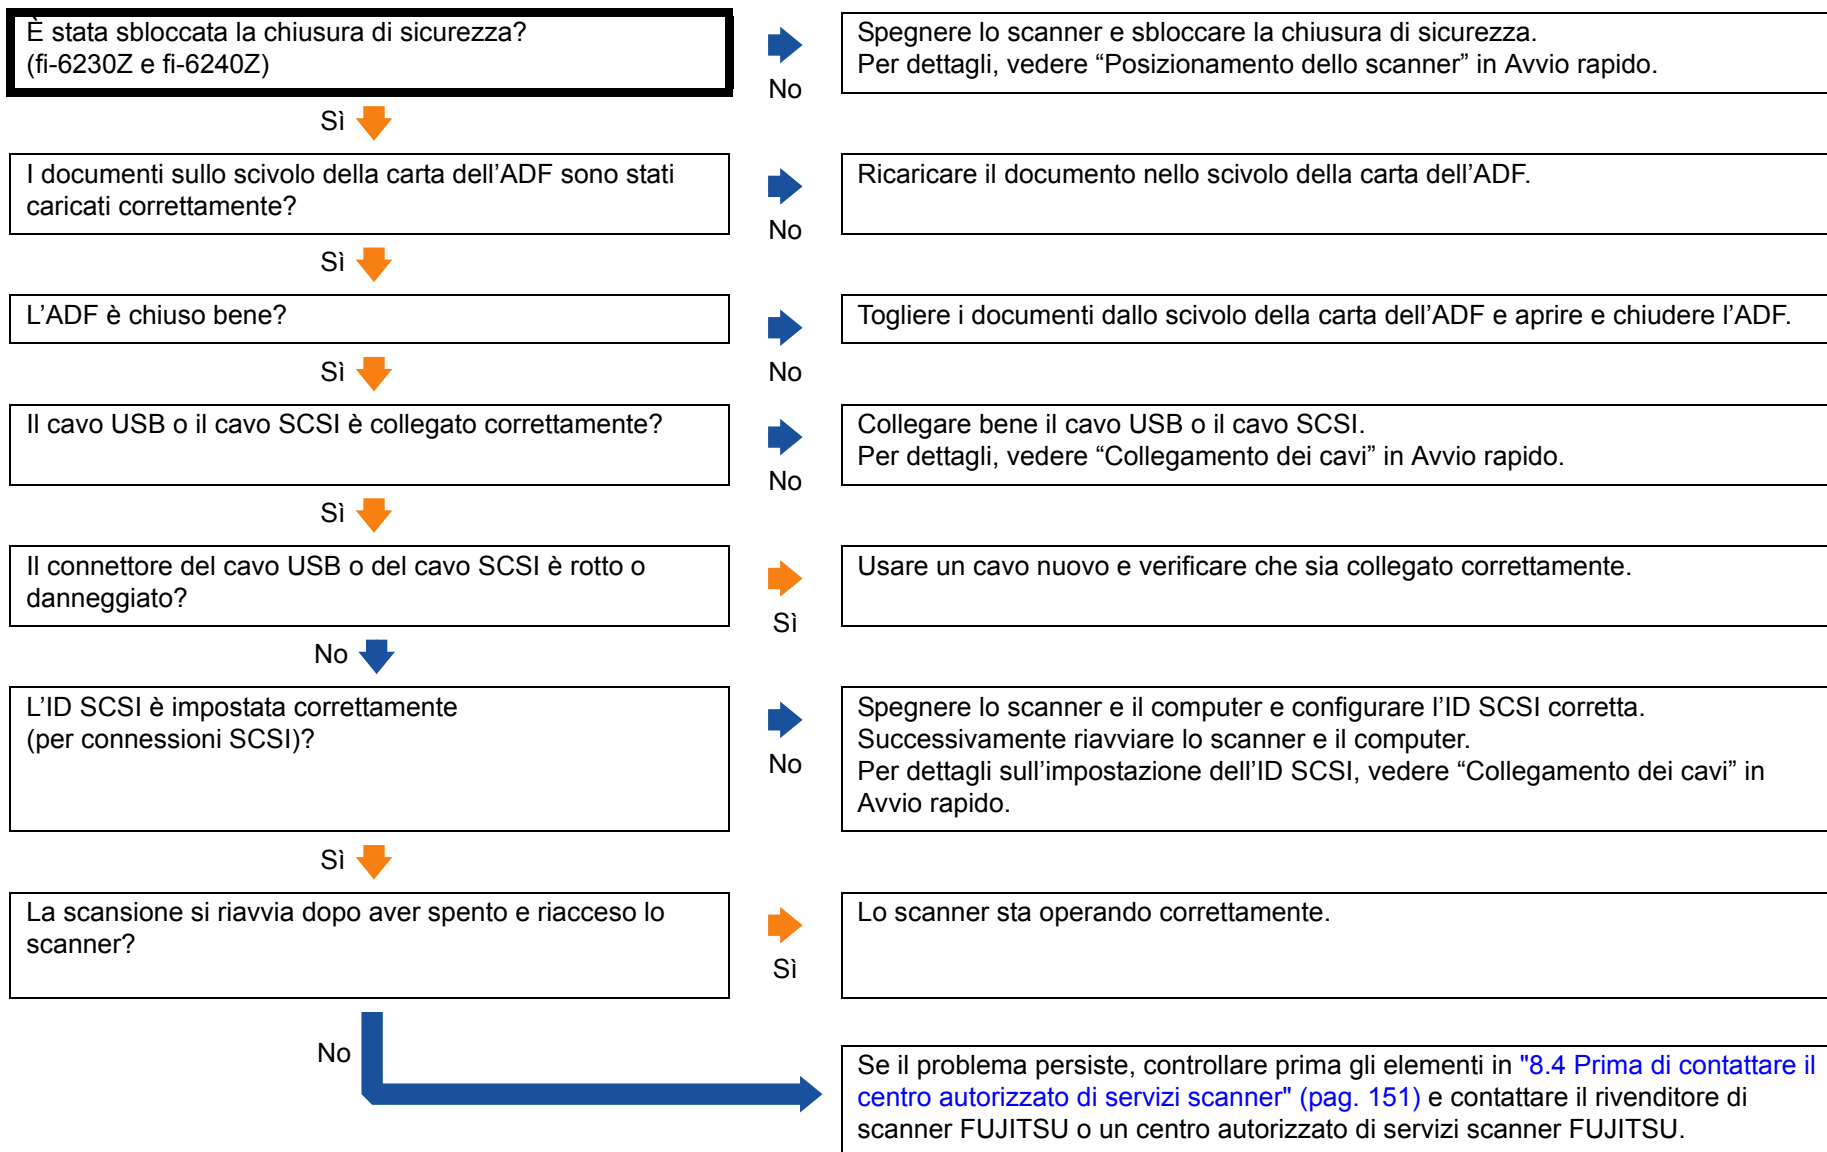 È stata sbloccata la chiusura di sicurezza?
(fi-6230Z e fi-6240Z)
No
Spegnere lo scanner e sbloccare la chiusura di sicurezza.
Per dettagli, vedere “Posizionamento dello scanner” in Avvio rapido.
Sì
I documenti sullo scivolo della carta dell’ADF sono stati
caricati correttamente?
No
Ricaricare il documento nello scivolo della carta dell’ADF.
Sì
L’ADF è chiuso bene?
No
Togliere i documenti dallo scivolo della carta dell’ADF e aprire e chiudere l’ADF.
Sì
Il cavo USB o il cavo SCSI è collegato correttamente?
No
Collegare bene il cavo USB o il cavo SCSI.
Per dettagli, vedere “Collegamento dei cavi” in Avvio rapido.
Sì
Il connettore del cavo USB o del cavo SCSI è rotto o
danneggiato?
Sì
Usare un cavo nuovo e verificare che sia collegato correttamente.
No
L’ID SCSI è impostata correttamente
(per connessioni SCSI)?
No
Spegnere lo scanner e il computer e configurare l’ID SCSI corretta.
Successivamente riavviare lo scanner e il computer.
Per dettagli sull’impostazione dell’ID SCSI, vedere “Collegamento dei cavi” in
Avvio rapido.
Sì
La scansione si riavvia dopo aver spento e riacceso lo
scanner?
Sì
Lo scanner sta operando correttamente.
No
Se il problema persiste, controllare prima gli elementi in "8.4 Prima di contattare il
centro autorizzato di servizi scanner" (pag. 151) e contattare il rivenditore di
scanner FUJITSU o un centro autorizzato di servizi scanner FUJITSU.